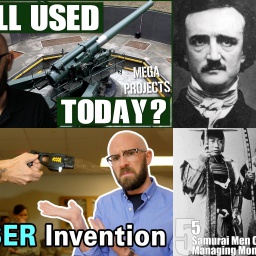 LL USED
MEGA
PROJECTS
TODAY?
SER Invention
5
Samurai Men C
Managing Mon